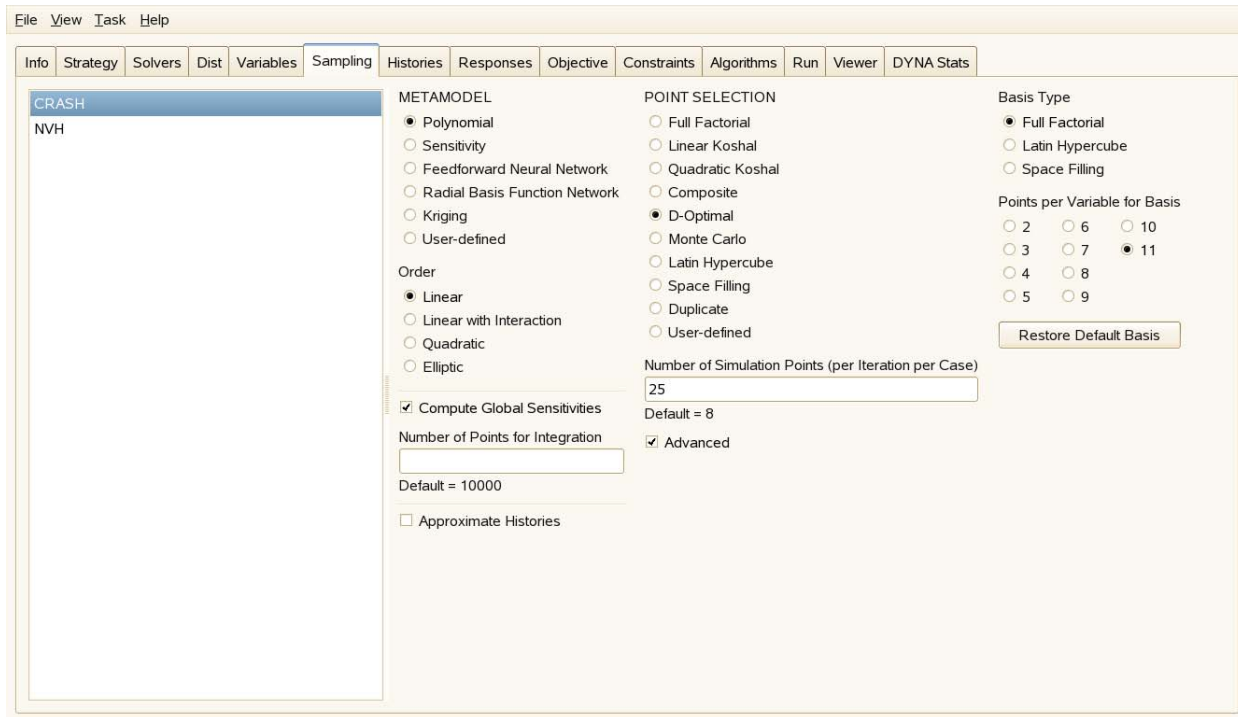 File View Task Help
Info Strategy Solvers Dist Variables Sampling Histories Responses Objective Constraints Algorithms Run Viewer DYNA Stats
CRASH
NVH
METAMODEL
Polynomial
Sensitivity
Feedforward Neural Network
Radial Basis Function Network
Kriging
User-defined
Order
Linear
Linear with Interaction
Quadratic
Elliptic
Compute Global Sensitivities
Number of Points for Integration
Default = 10000
Approximate Histories
POINT SELECTION
Full Factorial
Linear Koshal
Quadratic Koshal
Composite
D-Optimal
Monte Carlo
Latin Hypercube
Space Filling
Duplicate
User-defined
Number of Simulation Points (per Iteration per Case)
25
Default = 8
Advanced
Basis Type
Full Factorial
Latin Hypercube
Space Filling
Points per Variable for Basis
2 6 10
3 7 11
4 8
5 9
Restore Default Basis